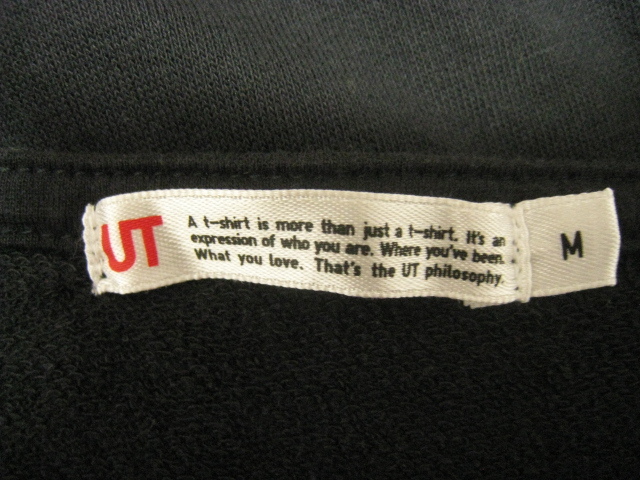 UT
A t-shirt is more than just a t-shirt. It's an
expression of who you are. Where you've been.
What you love. That's the UT philosophy.
M